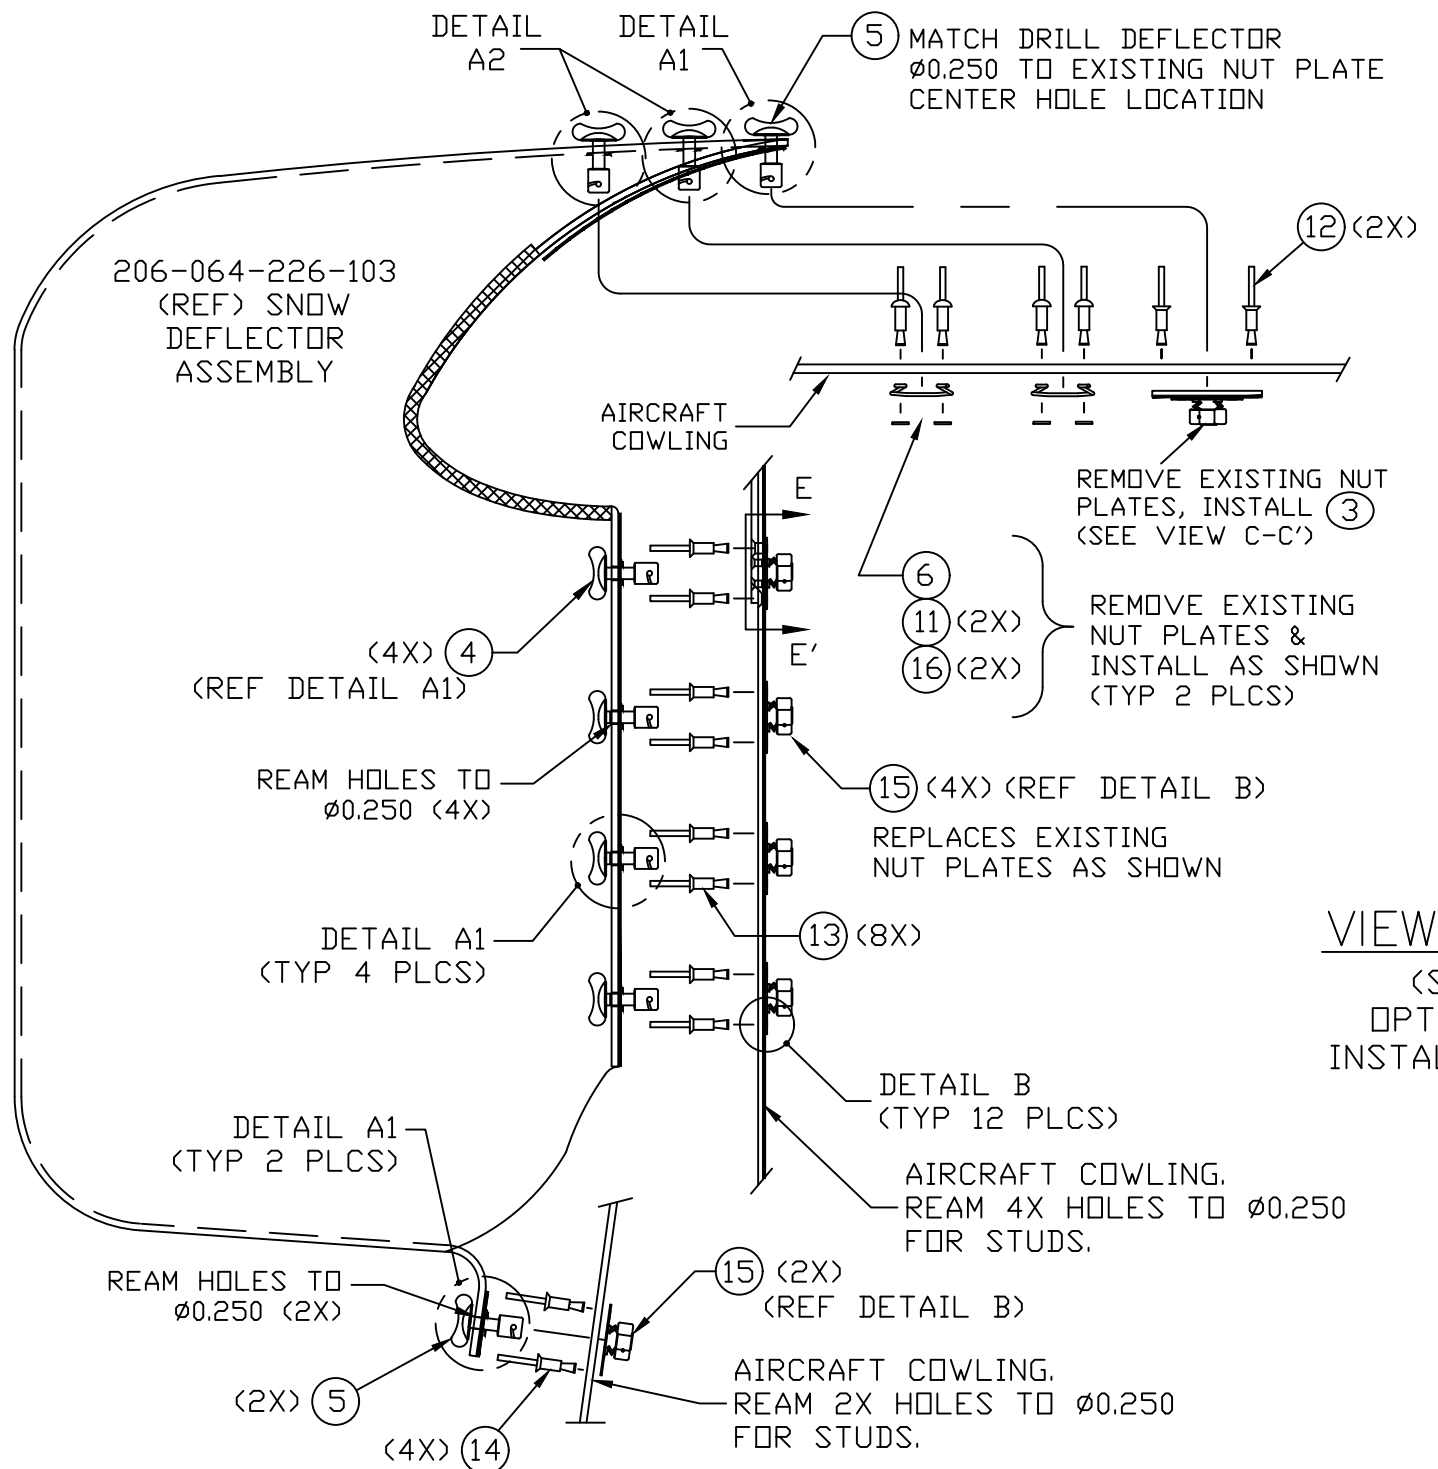 DETAIL
A2
DETAIL
A1
5 MATCH DRILL DEFLECTOR
Ø0.250 TO EXISTING NUT PLATE
CENTER HOLE LOCATION
12 (2X)
206-064-226-103
(REF) SNOW
DEFLECTOR
ASSEMBLY
AIRCRAFT
COWLING
REMOVE EXISTING NUT
PLATES, INSTALL 3
(SEE VIEW C-C')
E
E'
6
11 (2X)
16 (2X)
REMOVE EXISTING
NUT PLATES &
INSTALL AS SHOWN
(TYP 2 PLCS)
(4X) 4
(REF DETAIL A1)
REAM HOLES TO
Ø0.250 (4X)
15 (4X) (REF DETAIL B)
REPLACES EXISTING
NUT PLATES AS SHOWN
13 (8X)
DETAIL A1
(TYP 4 PLCS)
VIEW
(S
OPT
INSTAL
DETAIL B
(TYP 12 PLCS)
DETAIL A1
(TYP 2 PLCS)
AIRCRAFT COWLING.
REAM 4X HOLES TO Ø0.250
FOR STUDS.
REAM HOLES TO
Ø0.250 (2X)
15 (2X)
(REF DETAIL B)
(2X) 5
(4X) 14
AIRCRAFT COWLING.
REAM 2X HOLES TO Ø0.250
FOR STUDS.